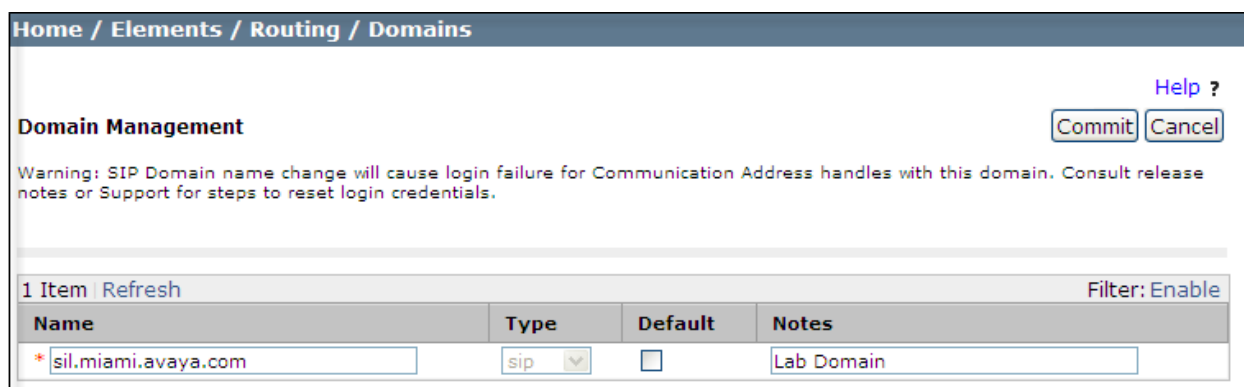 Home / Elements / Routing / Domains
Help ?
Domain Management
Commit Cancel
Warning: SIP Domain name change will cause login failure for Communication Address handles with this domain. Consult release
notes or Support for steps to reset login credentials.
1 Item | Refresh Filter: Enable
Name Type Default Notes
* sil.miami.avaya.com sip Lab Domain